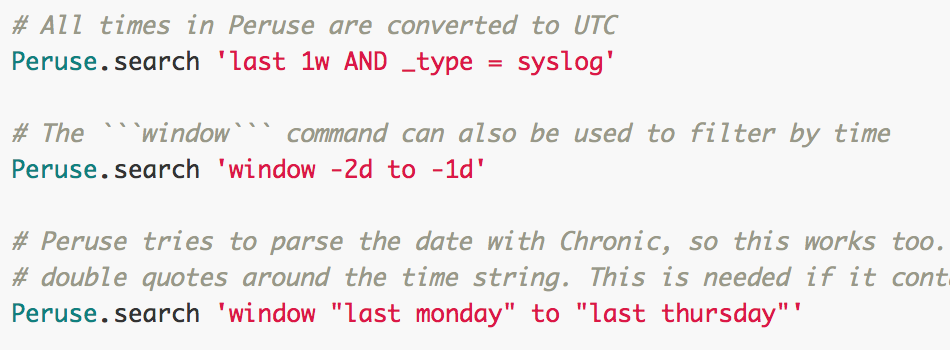 # All times in Peruse are converted to UTC
Peruse.search 'last 1w AND _type = syslog'
# The ```window``` command can also be used to filter by time
Peruse.search 'window -2d to -1d'
# Peruse tries to parse the date with Chronic, so this works too.
# double quotes around the time string. This is needed if it
Peruse.search 'window "last monday" to "last thursday"'